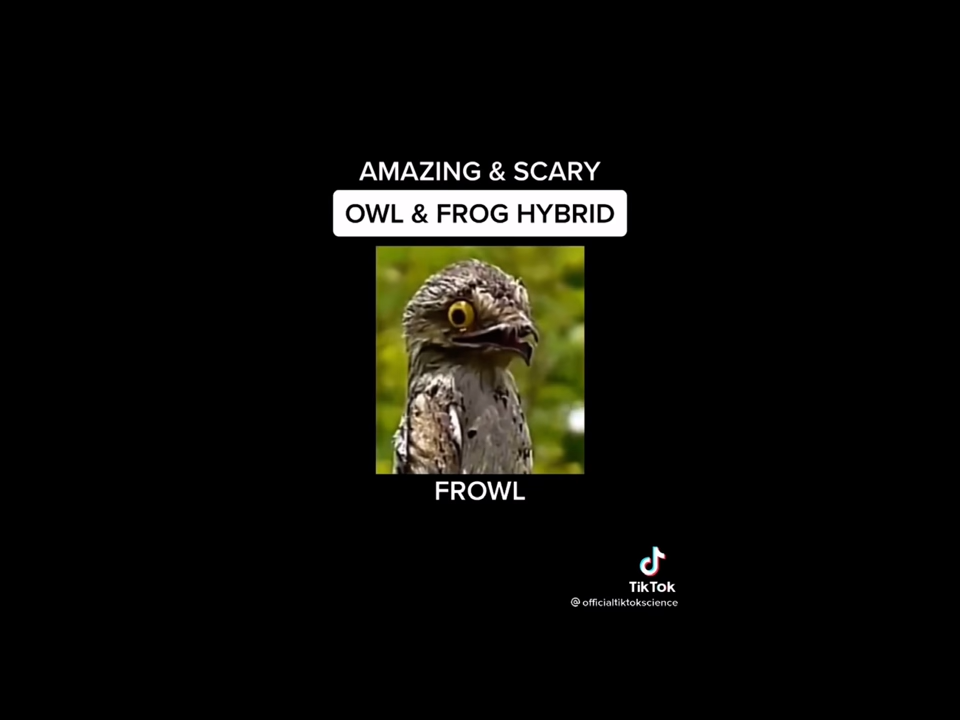 AMAZING & SCARY
OWL & FROG HYBRID
FROWL
TikTok
@officialtiktokscience